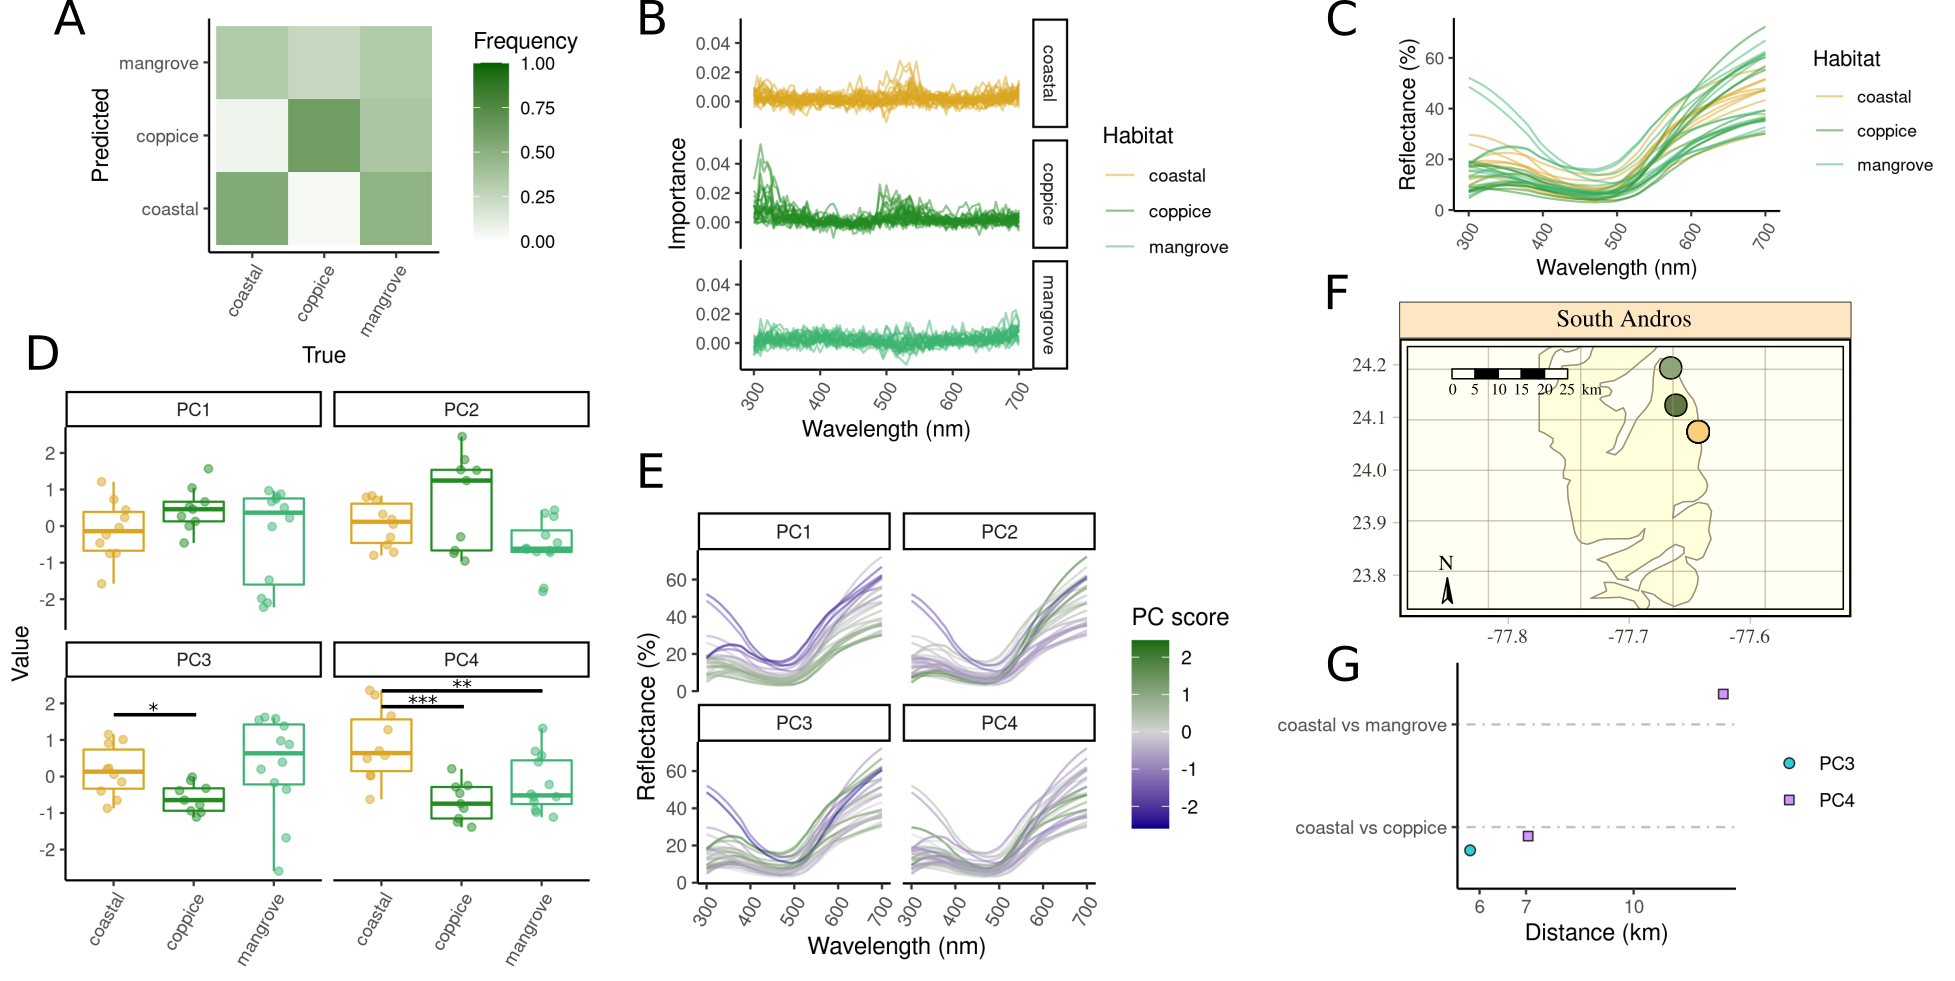 A
Frequency
1.00
0.75
0.50
0.25
0.00
Predicted
mangrove
coppice
coastal
coastal
coppice
mangrove
True
B
Importance
0.04
0.02
0.00
coastal
0.04
0.02
0.00
coppice
0.04
0.02
0.00
mangrove
300
400
500
600
700
Wavelength (nm)
Habitat
coastal
coppice
mangrove
C
Reflectance (%)
60
40
20
0
300
400
500
600
700
Wavelength (nm)
Habitat
coastal
coppice
mangrove
D
Value
PC1
PC2
2
1
0
-1
-2
PC3
PC4
2
1
0
-1
-2
*
**
***
coastal
coppice
mangrove
coastal
coppice
mangrove
E
Reflectance (%)
PC1
PC2
60
40
20
0
PC3
PC4
60
40
20
0
300
400
500
600
700
300
400
500
600
700
Wavelength (nm)
PC score
2
1
0
-1
-2
F
South Andros
24.2
24.1
24.0
23.9
23.8
0 5 10 15 20 25 km
N
-77.8
-77.7
-77.6
G
coastal vs mangrove
coastal vs coppice
6
7
10
Distance (km)
PC3
PC4